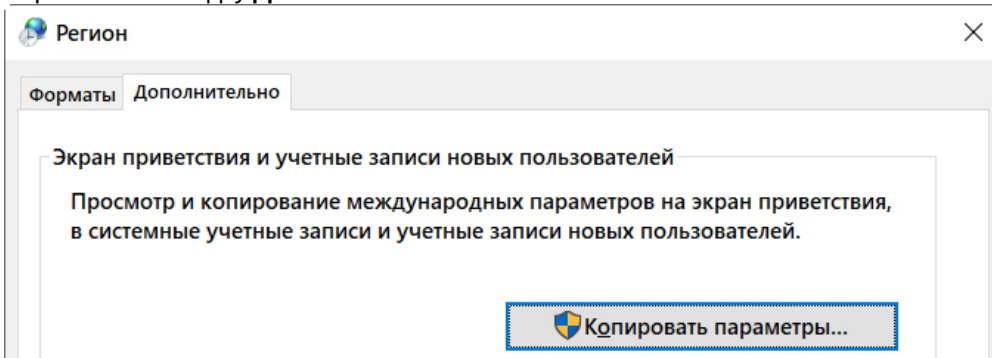 Регион
Форматы Дополнительно
Экран приветствия и учетные записи новых пользователей
Просмотр и копирование международных параметров на экран приветствия,
в системные учетные записи и учетные записи новых пользователей.
Копировать параметры...